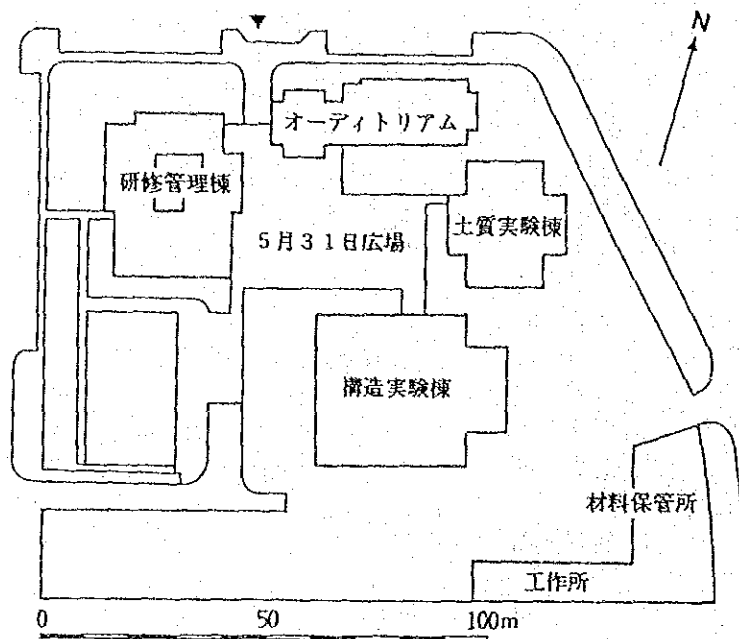 N
オーディトリアム
研修管理棟
土質実験棟
5月31日広場
構造実験棟
材料保管所
工作所
0 50 100m